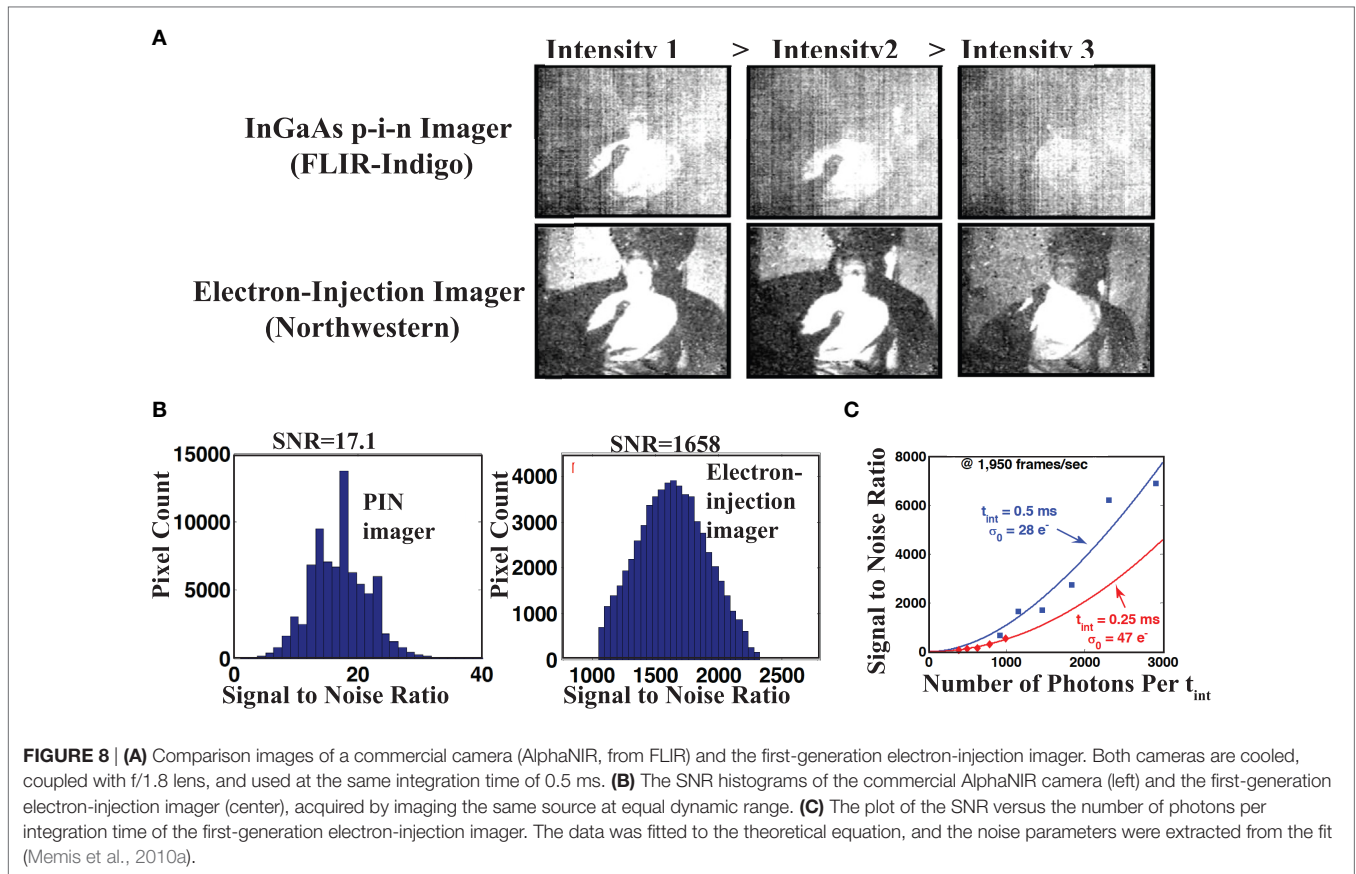 A
Intensity 1 > Intensity2 > Intensity 3
InGaAs p-i-n Imager
(FLIR-Indigo)
Electron-Injection Imager
(Northwestern)
B
SNR=17.1
Pixel Count
15000
10000
5000
0
PIN
imager
0 20 40
Signal to Noise Ratio
SNR=1658
Pixel Count
4000
3000
2000
1000
0
Electron-
injection
imager
1000 1500 2000 2500
Signal to Noise Ratio
C
Signal to Noise Ratio
8000
6000
4000
2000
0
@ 1,950 frames/sec
t_int = 0.5 ms
σ_0 = 28 e^-
t_int = 0.25 ms
σ_0 = 47 e^-
0 1000 2000 3000
Number of Photons Per t_int
FIGURE 8 | (A) Comparison images of a commercial camera (AlphaNIR, from FLIR) and the first-generation electron-injection imager. Both cameras are cooled,
coupled with f/1.8 lens, and used at the same integration time of 0.5 ms. (B) The SNR histograms of the commercial AlphaNIR camera (left) and the first-generation
electron-injection imager (center), acquired by imaging the same source at equal dynamic range. (C) The plot of the SNR versus the number of photons per
integration time of the first-generation electron-injection imager. The data was fitted to the theoretical equation, and the noise parameters were extracted from the fit
(Memis et al., 2010a).